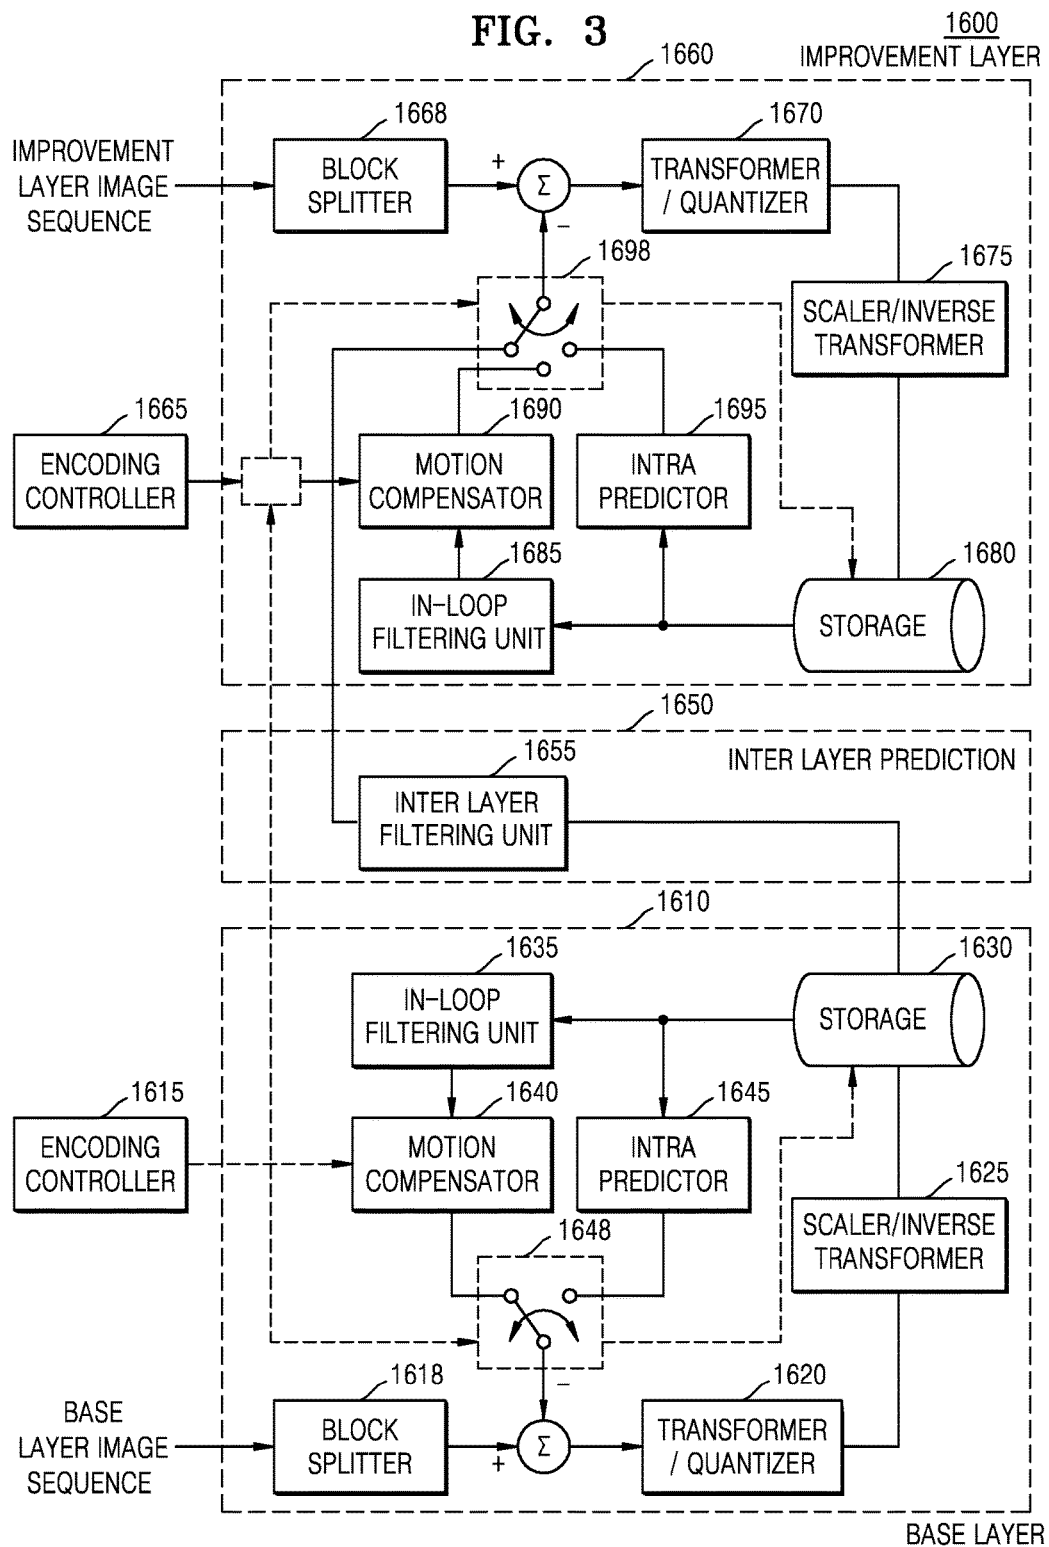 FIG. 3
1600
IMPROVEMENT LAYER
1660
1668
1670
IMPROVEMENT
LAYER IMAGE
SEQUENCE
BLOCK
SPLITTER
+
Σ
−
TRANSFORMER
/ QUANTIZER
1698
1675
SCALER/INVERSE
TRANSFORMER
1665
ENCODING
CONTROLLER
1690
MOTION
COMPENSATOR
1695
INTRA
PREDICTOR
1685
IN-LOOP
FILTERING UNIT
1680
STORAGE
1650
INTER LAYER PREDICTION
1655
INTER LAYER
FILTERING UNIT
1610
1635
IN-LOOP
FILTERING UNIT
1630
STORAGE
1615
ENCODING
CONTROLLER
1640
MOTION
COMPENSATOR
1645
INTRA
PREDICTOR
1625
SCALER/INVERSE
TRANSFORMER
1648
1618
1620
BASE
LAYER IMAGE
SEQUENCE
BLOCK
SPLITTER
+
−
Σ
TRANSFORMER
/ QUANTIZER
BASE LAYER